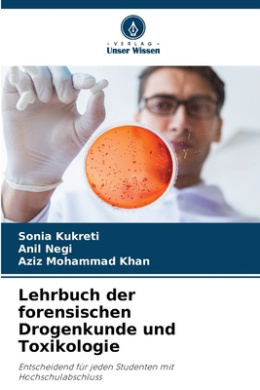 • VERLAG •
Unser Wissen
Sonia Kukreti
Anil Negi
Aziz Mohammad Khan
Lehrbuch der
forensischen
Drogenkunde und
Toxikologie
Entscheidend für jeden Studenten mit
Hochschulabschluss